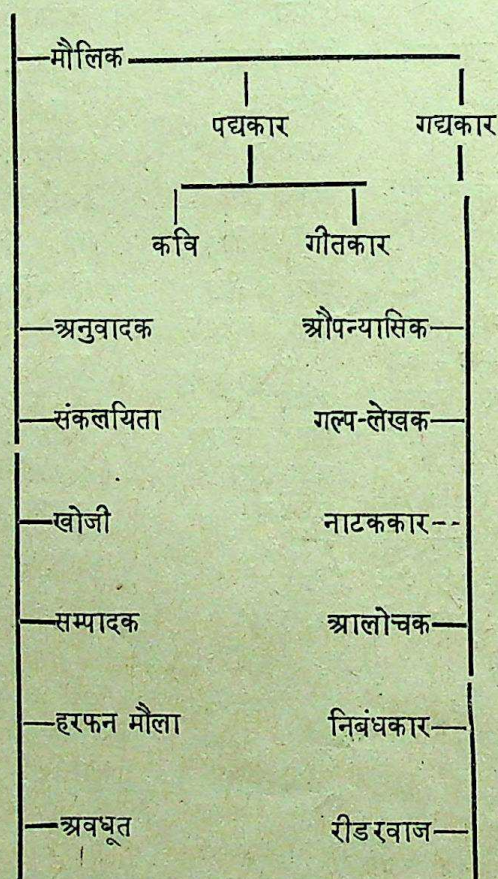 मौलिक
पद्यकार गद्यकार
कवि गीतकार
अनुवादक औपन्यासिक
संकलयिता गल्प-लेखक
खोजी नाटककार
सम्पादक आलोचक
हरफन मौला निबंधकार
अवधूत रीडरवाज